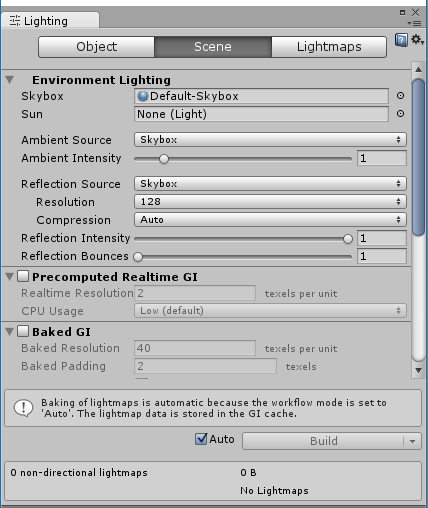 Lighting
Object Scene Lightmaps
Environment Lighting
Skybox Default-Skybox
Sun None (Light)
Ambient Source Skybox
Ambient Intensity 1
Reflection Source Skybox
Resolution 128
Compression Auto
Reflection Intensity 1
Reflection Bounces 1
Precomputed Realtime GI
Realtime Resolution 2 texels per unit
CPU Usage Low (default)
Baked GI
Baked Resolution 40 texels per unit
Baked Padding 2 texels
Baking of lightmaps is automatic because the workflow mode is set to
'Auto'. The lightmap data is stored in the GI cache.
Auto Build
0 non-directional lightmaps 0 B
No Lightmaps